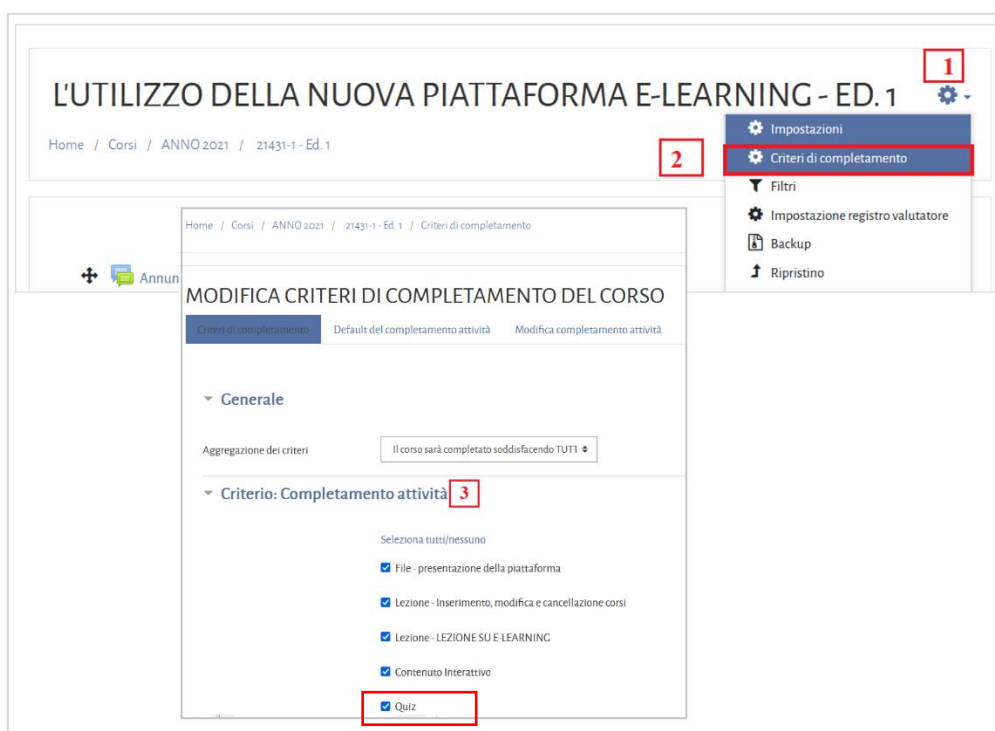 1
L'UTILIZZO DELLA NUOVA PIATTAFORMA E-LEARNING - ED. 1
Home / Corsi / ANNO 2021 / 21431-1 - Ed. 1
Impostazioni
2
Criteri di completamento
Filtri
Impostazione registro valutatore
Backup
Ripristino
Annun
Home / Corsi / ANNO 2021 / 21431-1 - Ed. 1 / Criteri di completamento
MODIFICA CRITERI DI COMPLETAMENTO DEL CORSO
Criteri di completamento Default del completamento attività Modifica completamento attività
Generale
Aggregazione dei criteri Il corso sarà completato soddisfacendo TUTTI
Criterio: Completamento attività 3
Seleziona tutti/nessuno
File - presentazione della piattaforma
Lezione - Inserimento, modifica e cancellazione corsi
Lezione - LEZIONE SU E-LEARNING
Contenuto Interattivo
Quiz